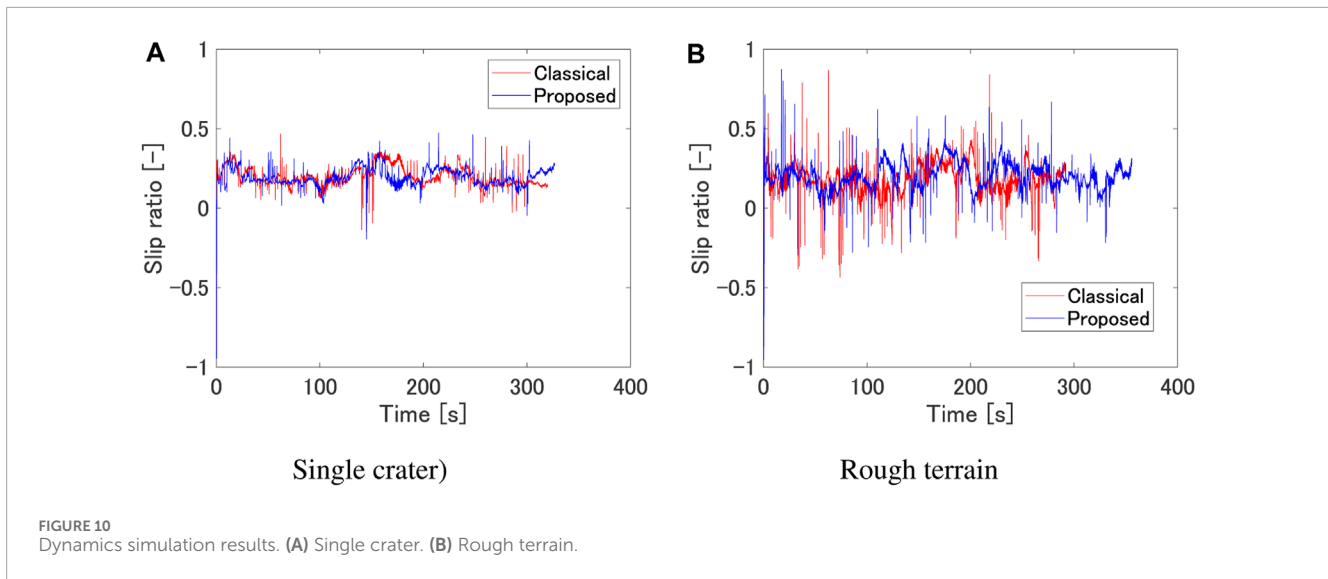 A
1
0.5
0
−0.5
−1
Slip ratio [-]
0 100 200 300 400
Time [s]
Classical
Proposed
Single crater)
B
1
0.5
0
−0.5
−1
Slip ratio [-]
0 100 200 300 400
Time [s]
Classical
Proposed
Rough terrain
FIGURE 10
Dynamics simulation results. (A) Single crater. (B) Rough terrain.